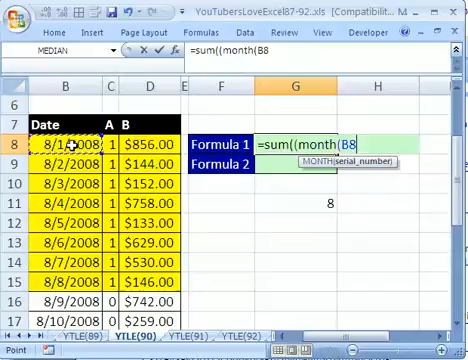 YouTubersLoveExcel87-92..xls [Compatibili...
Home Insert Page Layout Formulas Data Review View Developer
MEDIAN =sum((month(B8
B C D F G H
6
7 Date A B
8 8/1/2008 1 $856.00 Formula 1 =sum((month(B8
MONTH(serial_number)
9 8/2/2008 1 $144.00 Formula 2
10 8/3/2008 1 $152.00
11 8/4/2008 1 $758.00 8
12 8/5/2008 1 $133.00
13 8/6/2008 1 $629.00
14 8/7/2008 1 $550.00
15 8/8/2008 1 $146.00
16 8/9/2008 0 $742.00
17 8/10/2008 0 $259.00
YTLE(89) YTLE(90) YTLE(91) YTLE(92)
Point 100%